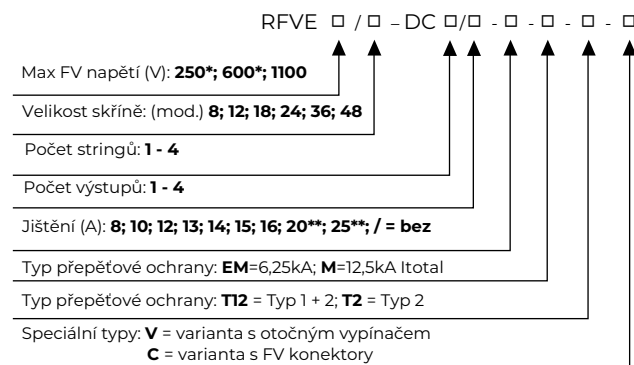 RFVE □ / □ – DC □/□ - □ - □ - □ - □
Max FV napětí (V): 250*; 600*; 1100
Velikost skříně: (mod.) 8; 12; 18; 24; 36; 48
Počet stringů: 1 - 4
Počet výstupů: 1 - 4
Jištění (A): 8; 10; 12; 13; 14; 15; 16; 20**; 25**; / = bez
Typ přepěťové ochrany: EM=6,25kA; M=12,5kA Itotal
Typ přepěťové ochrany: T12 = Typ 1 + 2; T2 = Typ 2
Speciální typy: V = varianta s otočným vypínačem
C = varianta s FV konektory